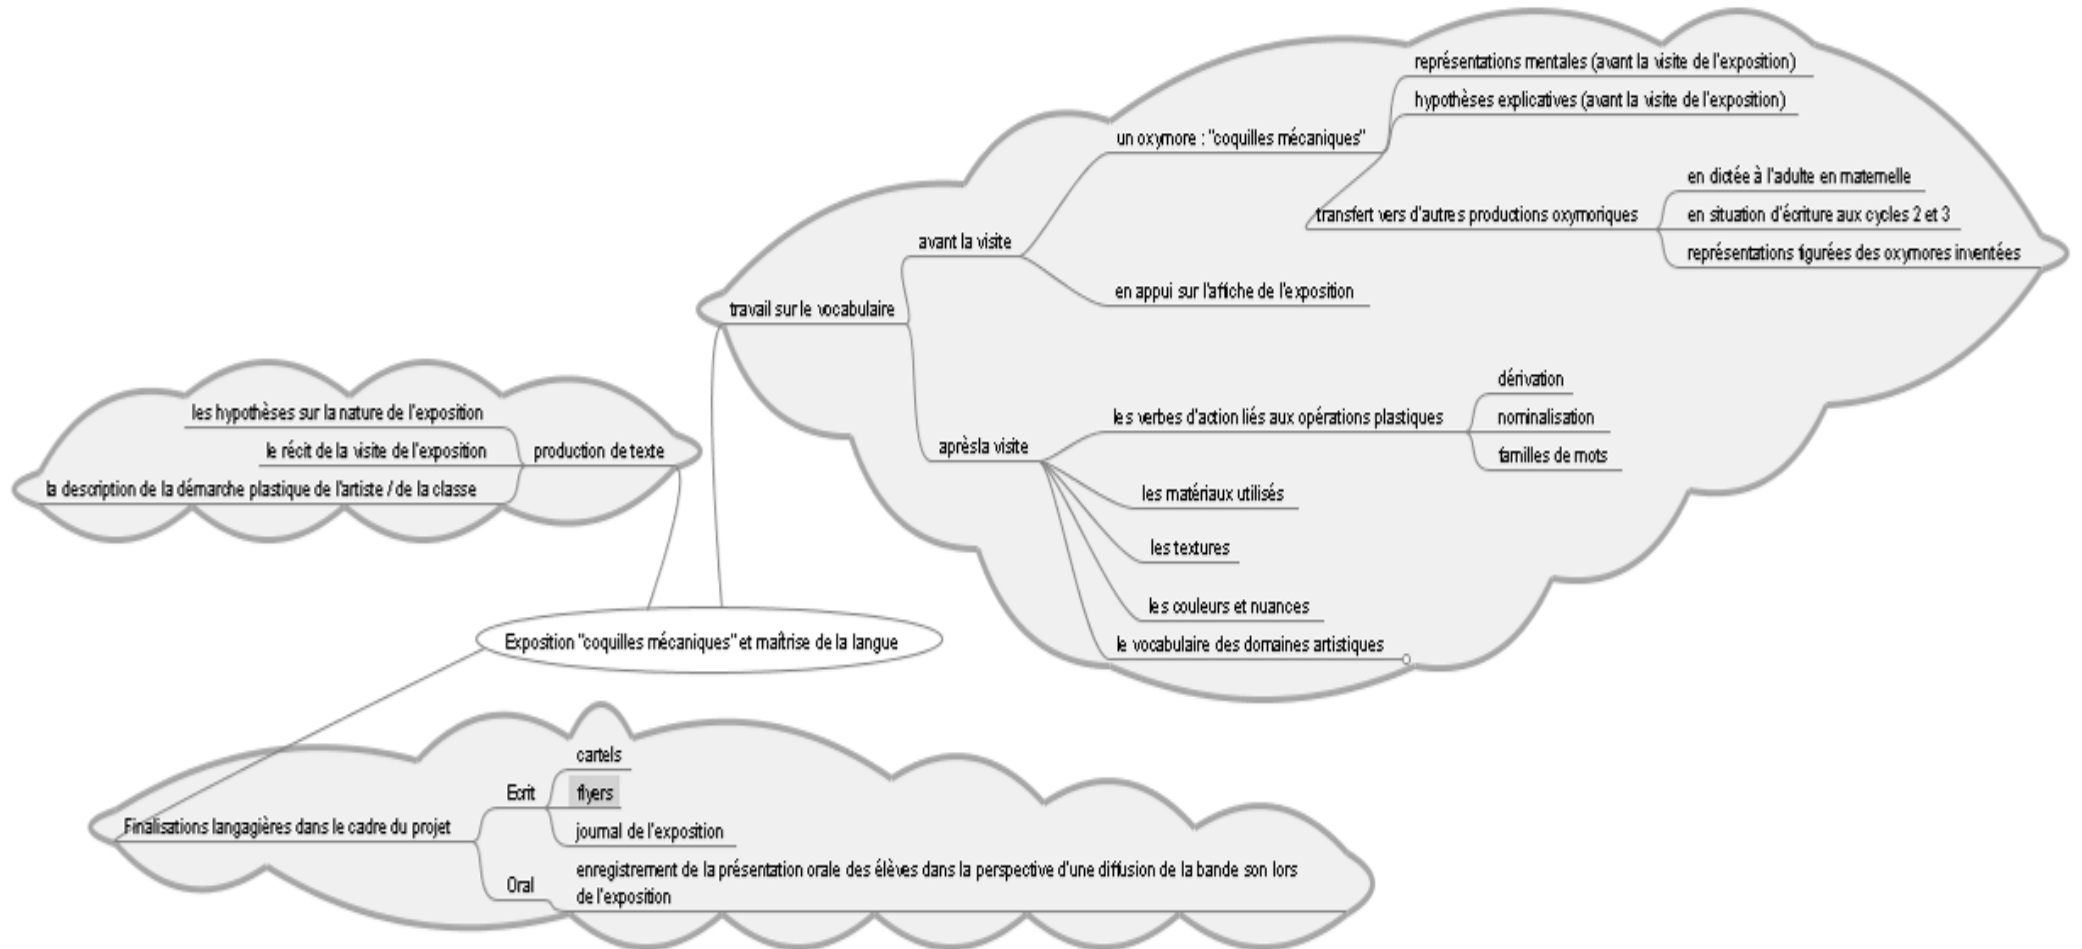 représentations mentales (avant la visite de l'exposition)
hypothèses explicatives (avant la visite de l'exposition)
un oxymore : "coquilles mécaniques"
en dictée à l'adulte en maternelle
transfert vers d'autres productions oxymoriques
en situation d'écriture aux cycles 2 et 3
représentations figurées des oxymores inventées
avant la visite
en appui sur l'affiche de l'exposition
travail sur le vocabulaire
dérivation
les verbes d'action liés aux opérations plastiques
nominalisation
familles de mots
aprèsla visite
les matériaux utilisés
les textures
les couleurs et nuances
le vocabulaire des domaines artistiques
les hypothèses sur la nature de l'exposition
le récit de la visite de l'exposition
production de texte
la description de la démarche plastique de l'artiste / de la classe
Exposition "coquilles mécaniques" et maîtrise de la langue
cartels
Ecrit
flyers
journal de l'exposition
Finalisations langagières dans le cadre du projet
Oral
enregistrement de la présentation orale des élèves dans la perspective d'une diffusion de la bande son lors
de l'exposition